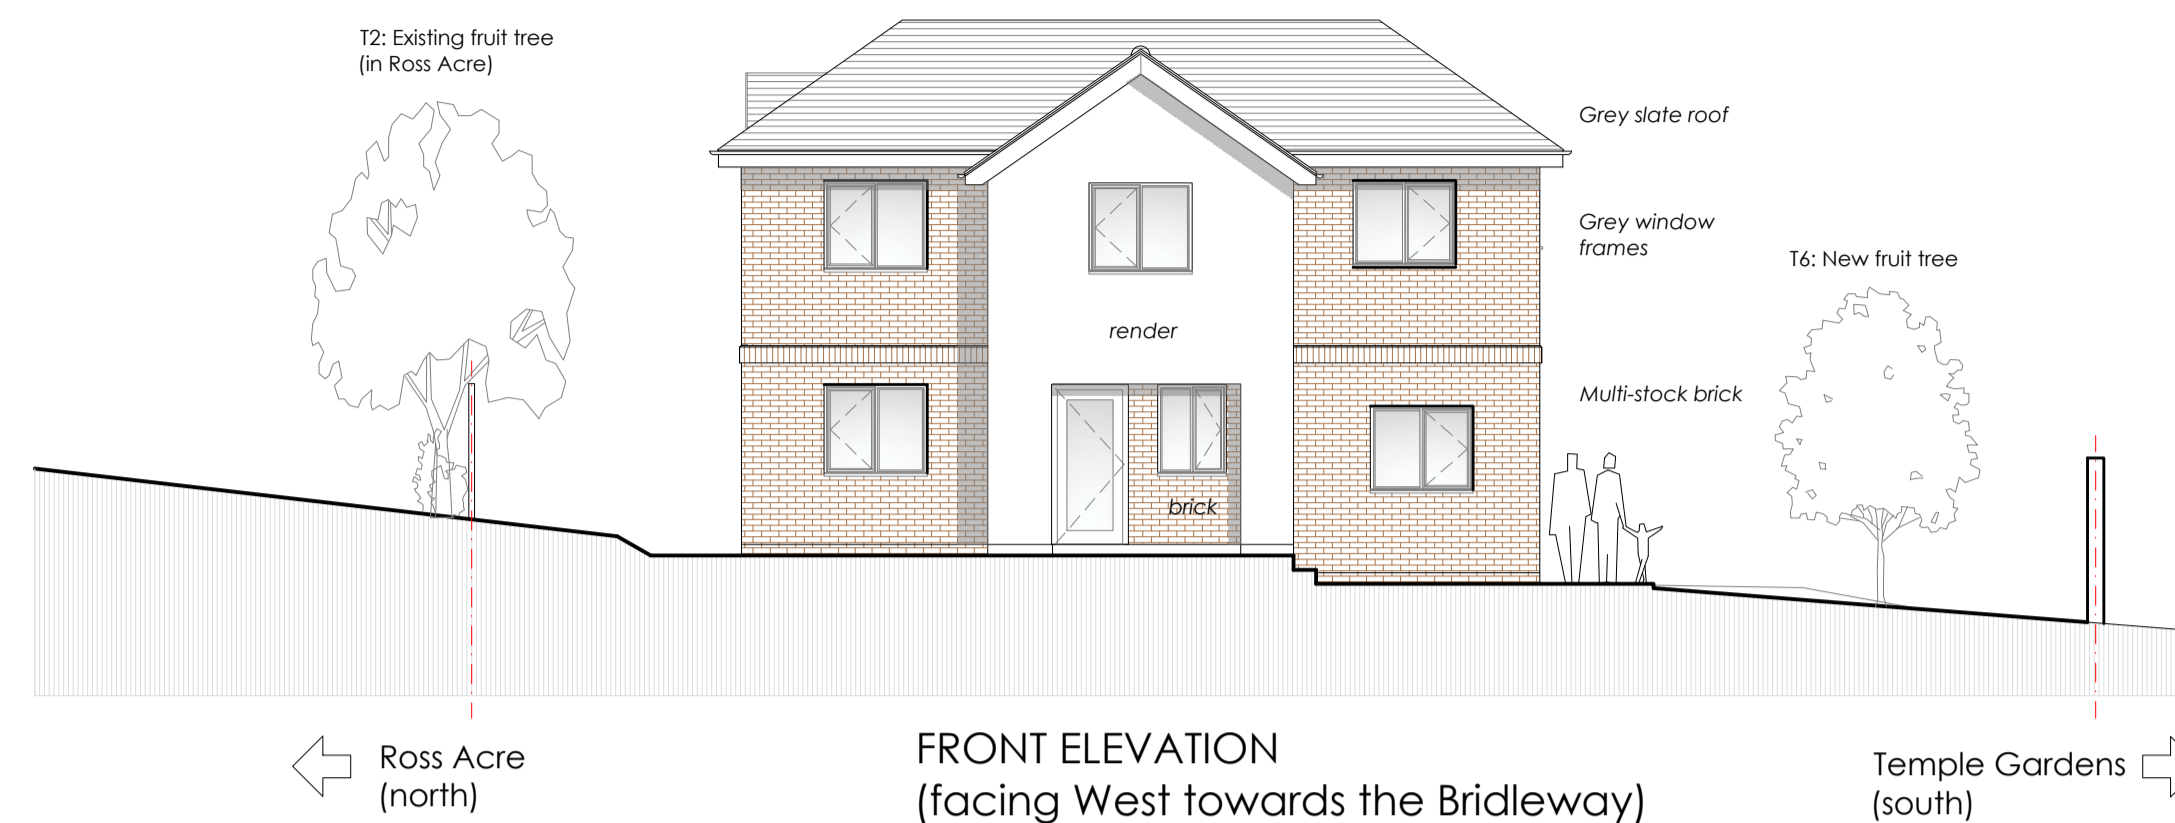 T2: Existing fruit tree
(in Ross Acre)
Grey slate roof
Grey window
frames
T6: New fruit tree
render
Multi-stock brick
brick
Ross Acre
(north)
FRONT ELEVATION
(facing West towards the Bridleway)
Temple Gardens
(south)